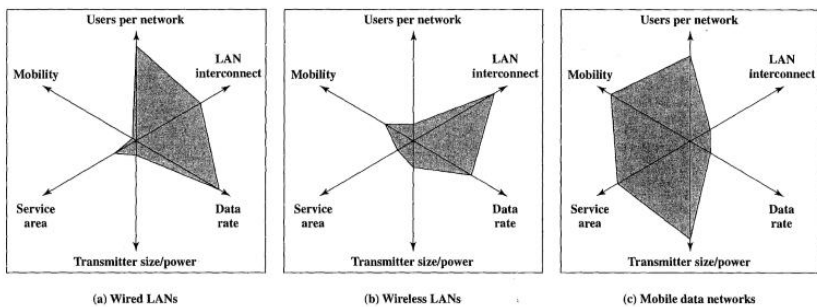 Users per network
LAN
interconnect
Mobility
Service
area
Data
rate
Transmitter size/power
(a) Wired LANs
Users per network
LAN
interconnect
Mobility
Service
area
Data
rate
Transmitter size/power
(b) Wireless LANs
Users per network
LAN
interconnect
Mobility
Service
area
Data
rate
Transmitter size/power
(c) Mobile data networks